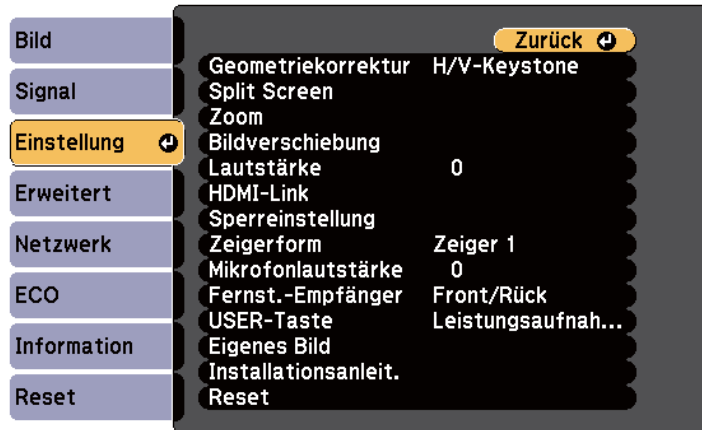 Bild
Signal
Einstellung
Erweitert
Netzwerk
ECO
Information
Reset
Zurück
Geometriekorrektur H/V-Keystone
Split Screen
Zoom
Bildverschiebung
Lautstärke 0
HDMI-Link
Sperreinstellung
Zeigerform Zeiger 1
Mikrofonlautstärke 0
Fernst.-Empfänger Front/Rück
USER-Taste Leistungsaufnah...
Eigenes Bild
Installationsanleit.
Reset